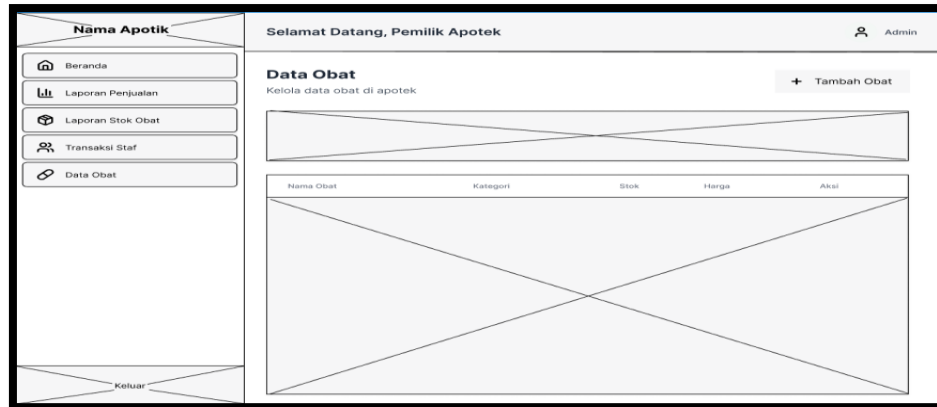 Nama Apotik
Selamat Datang, Pemilik Apotek
Admin
Beranda
Laporan Penjualan
Laporan Stok Obat
Transaksi Staf
Data Obat
Keluar
Data Obat
Kelola data obat di apotek
+ Tambah Obat
Nama Obat Kategori Stok Harga Aksi